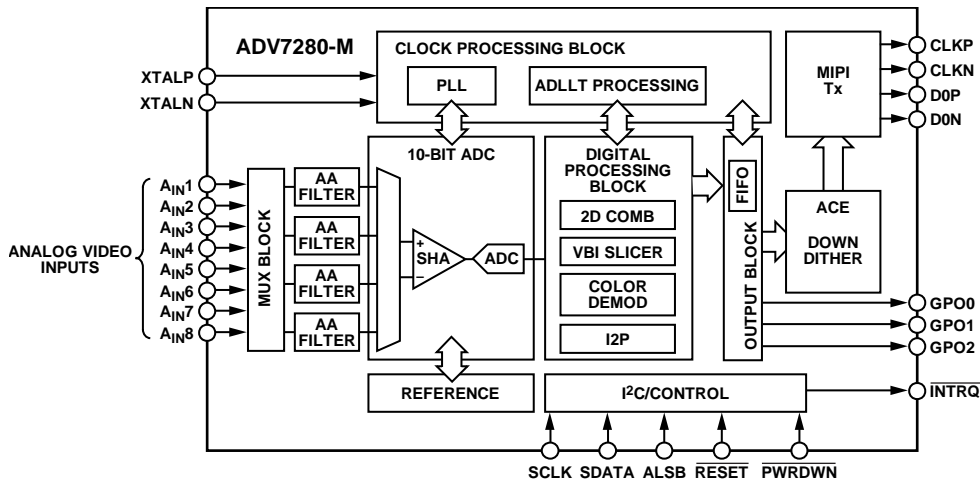 ADV7280-M
CLOCK PROCESSING BLOCK
PLL
ADLLT PROCESSING
XTALP
XTALN
MIPI
Tx
CLKP
CLKN
D0P
D0N
10-BIT ADC
DIGITAL
PROCESSING
BLOCK
2D COMB
VBI SLICER
COLOR
DEMOD
I2P
FIFO
OUTPUT BLOCK
ACE
DOWN
DITHER
ANALOG VIDEO
INPUTS
AIN1
AIN2
AIN3
AIN4
AIN5
AIN6
AIN7
AIN8
MUX BLOCK
AA
FILTER
AA
FILTER
AA
FILTER
AA
FILTER
+
SHA
–
ADC
GPO0
GPO1
GPO2
REFERENCE
I2C/CONTROL
INTRQ
SCLK
SDATA
ALSB
RESET
PWRDWN